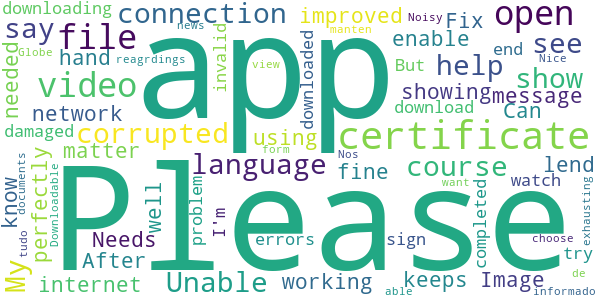 downloading connection improved Fix open
say file app enable see
Globe news Noisy manten Nice
hand reagrdings invalid But end
needed video view downloaded help show
network showing message
damaged corrupted using download Can
matter certificate
perfectly language form course lend
know documents Downloadable Please well Nos fine watch
tudo problem I'm want completed choose exhausting
Needs errors sign try
My After de
internet Unable working keeps Image
able informado